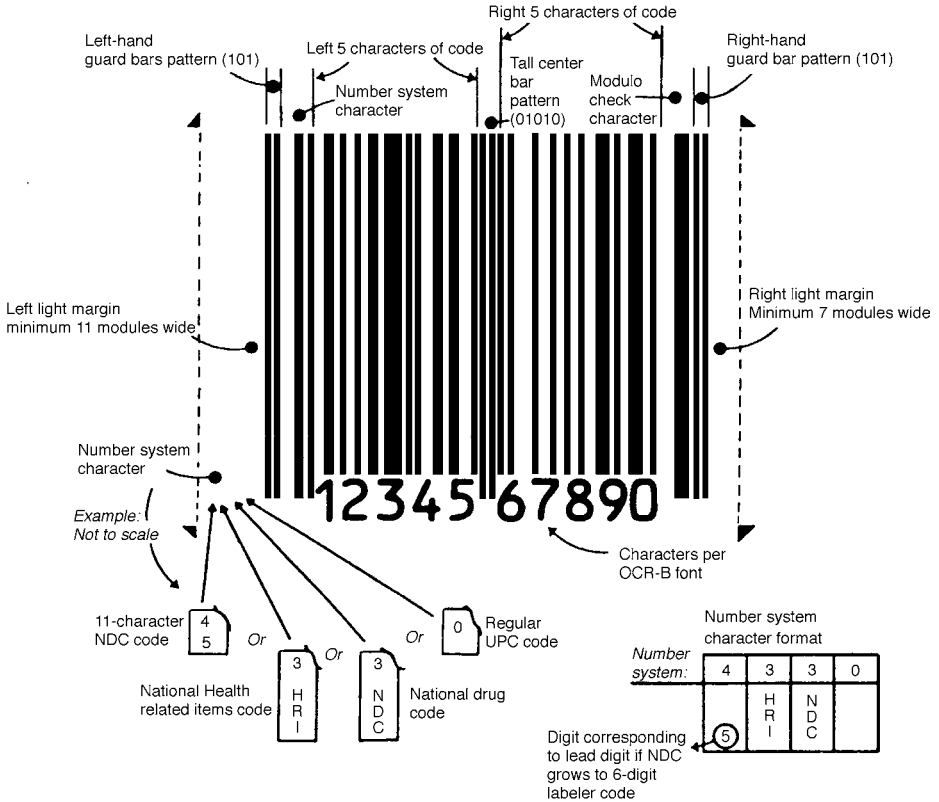 Right 5 characters of code
Left-hand
guard bars pattern (101)
Left 5 characters of code
Right-hand
guard bar pattern (101)
Number system
character
Tall center
bar
pattern
(01010)
Modulo
check
character
Left light margin
minimum 11 modules wide
Right light margin
Minimum 7 modules wide
Number system
character
12345 67890
Example:
Not to scale
Characters per
OCR-B font
11-character
NDC code
4
5
Or
3
H
R
I
Or
3
N
D
C
Or
0
Regular
UPC code
National Health
related items code
National drug
code
Number system
character format
Number
system:
4 3 3 0
H
R
I
N
D
C
5
Digit corresponding
to lead digit if NDC
grows to 6-digit
labeler code